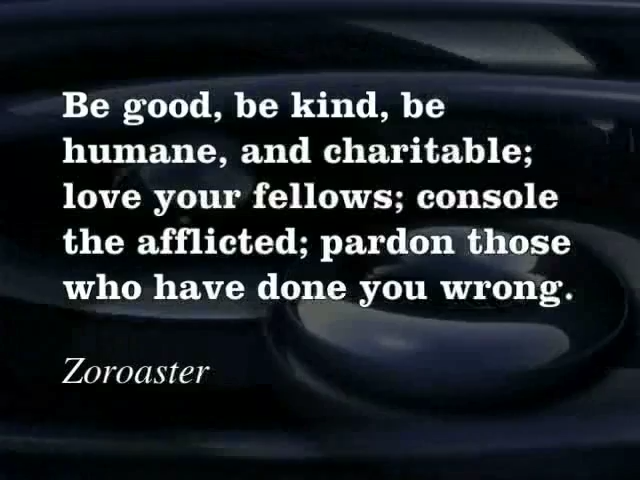 Be good, be kind, be
humane, and charitable;
love your fellows; console
the afflicted; pardon those
who have done you wrong.
Zoroaster